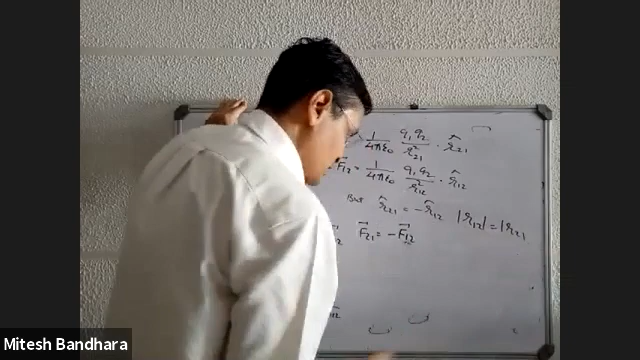 1/4πε₀ q₁q₂/r²₂₁ · r̂₂₁
F⃗₁₂ = 1/4πε₀ q₁q₂/r²₁₂ · r̂₁₂
But r̂₂₁ = -r̂₁₂ |r₁₂| = |r₂₁
F⃗₂₁ = -F⃗₁₂
Mitesh Bandhara